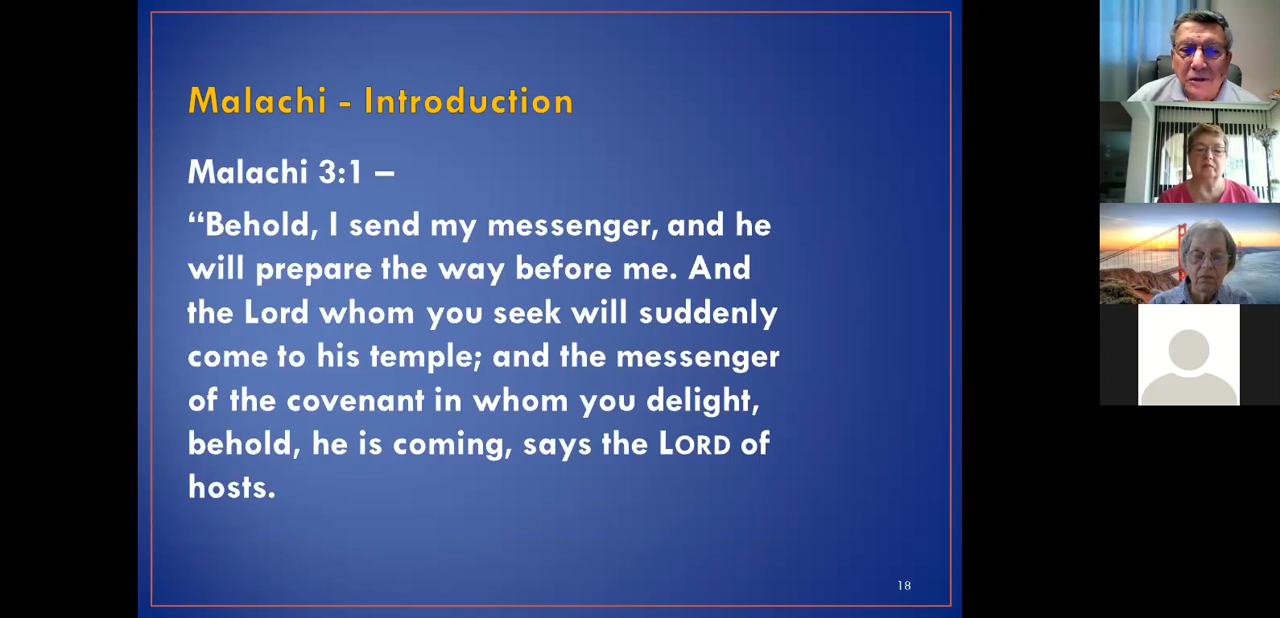 Malachi - Introduction
Malachi 3:1 –
“Behold, I send my messenger, and he
will prepare the way before me. And
the Lord whom you seek will suddenly
come to his temple; and the messenger
of the covenant in whom you delight,
behold, he is coming, says the LORD of
hosts.
18